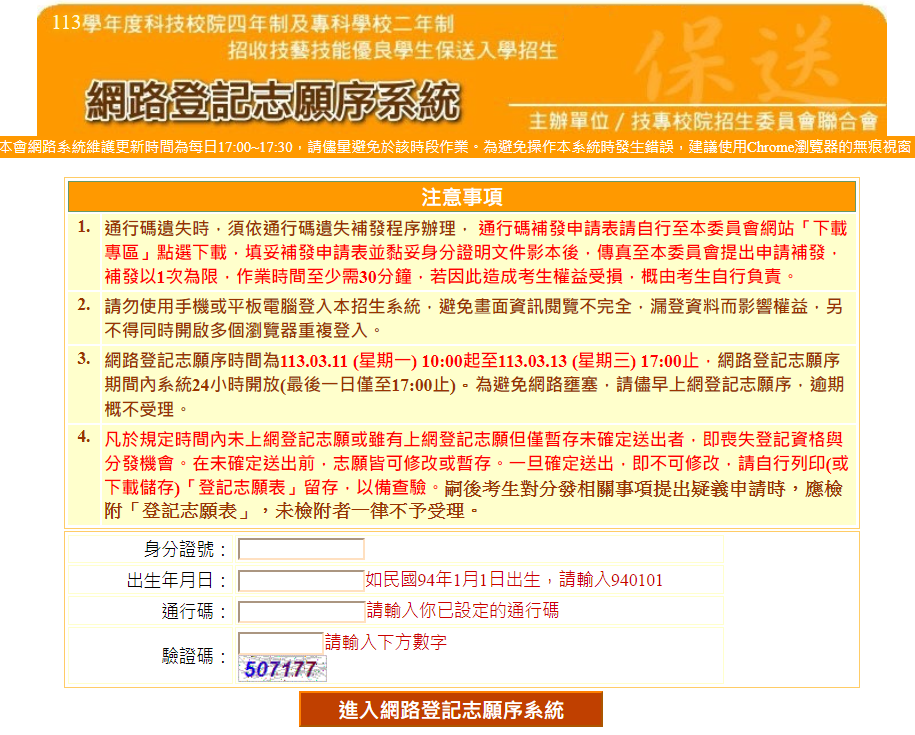 113學年度科技校院四年制及專科學校二年制
招收技藝技能優良學生保送入學招生
保送
網路登記志願序系統
主辦單位 / 技專校院招生委員會聯合會
本會網路系統維護更新時間為每日17:00~17:30，請儘量避免於該時段作業。為避免操作本系統時發生錯誤，建議使用Chrome瀏覽器的無痕視窗
注意事項
1. 通行碼遺失時，須依通行碼遺失補發程序辦理， 通行碼補發申請表請自行至本委員會網站「下載
專區」點選下載，填妥補發申請表並黏妥身分證明文件影本後，傳真至本委員會提出申請補發，
補發以1次為限，作業時間至少需30分鐘，若因此造成考生權益受損，概由考生自行負責。
2. 請勿使用手機或平板電腦登入本招生系統，避免畫面資訊閱覽不完全，漏登資料而影響權益，另
不得同時開啟多個瀏覽器重複登入。
3. 網路登記志願序時間為113.03.11 (星期一) 10:00起至113.03.13 (星期三) 17:00止，網路登記志願序
期間內系統24小時開放(最後一日僅至17:00止)。為避免網路壅塞，請儘早上網登記志願序，逾期
概不受理。
4. 凡於規定時間內未上網登記志願或雖有上網登記志願但僅暫存未確定送出者，即喪失登記資格與
分發機會。在未確定送出前，志願皆可修改或暫存。一旦確定送出，即不可修改，請自行列印(或
下載儲存)「登記志願表」留存，以備查驗。嗣後考生對分發相關事項提出疑義申請時，應檢
附「登記志願表」，未檢附者一律不予受理。
身分證號：
出生年月日： 如民國94年1月1日出生，請輸入940101
通行碼： 請輸入你已設定的通行碼
驗證碼： 請輸入下方數字
507177
進入網路登記志願序系統